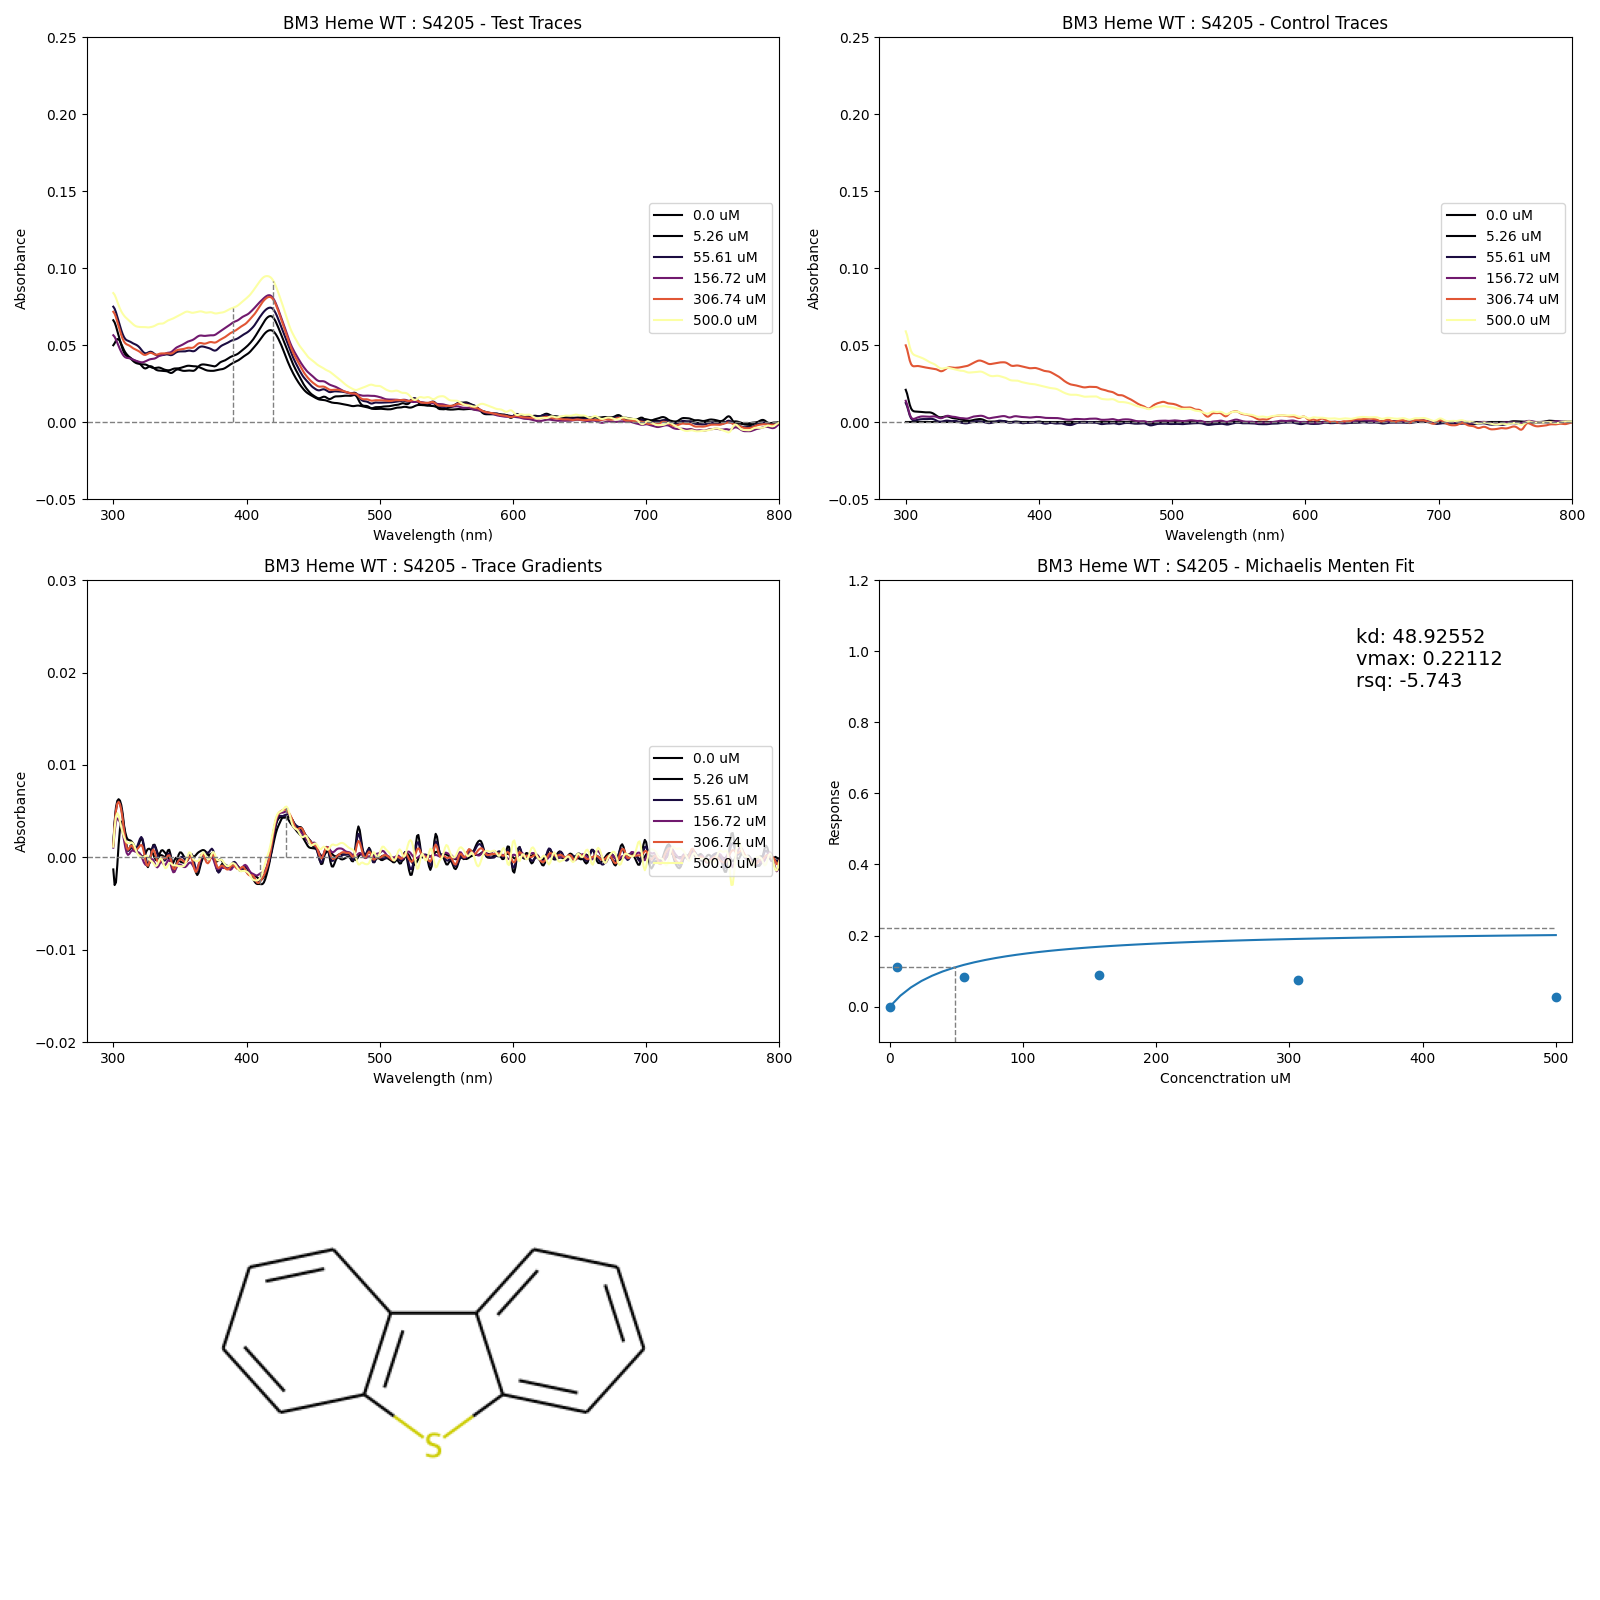 BM3 Heme WT : S4205 - Test Traces
Absorbance
0.25
0.20
0.15
0.10
0.05
0.00
−0.05
300 400 500 600 700 800
Wavelength (nm)
0.0 uM
5.26 uM
55.61 uM
156.72 uM
306.74 uM
500.0 uM
BM3 Heme WT : S4205 - Control Traces
Absorbance
0.25
0.20
0.15
0.10
0.05
0.00
−0.05
300 400 500 600 700 800
Wavelength (nm)
0.0 uM
5.26 uM
55.61 uM
156.72 uM
306.74 uM
500.0 uM
BM3 Heme WT : S4205 - Trace Gradients
Absorbance
0.03
0.02
0.01
0.00
−0.01
−0.02
300 400 500 600 700 800
Wavelength (nm)
0.0 uM
5.26 uM
55.61 uM
156.72 uM
306.74 uM
500.0 uM
BM3 Heme WT : S4205 - Michaelis Menten Fit
Response
1.2
1.0
0.8
0.6
0.4
0.2
0.0
0 100 200 300 400 500
Concenctration uM
kd: 48.92552
vmax: 0.22112
rsq: -5.743
S